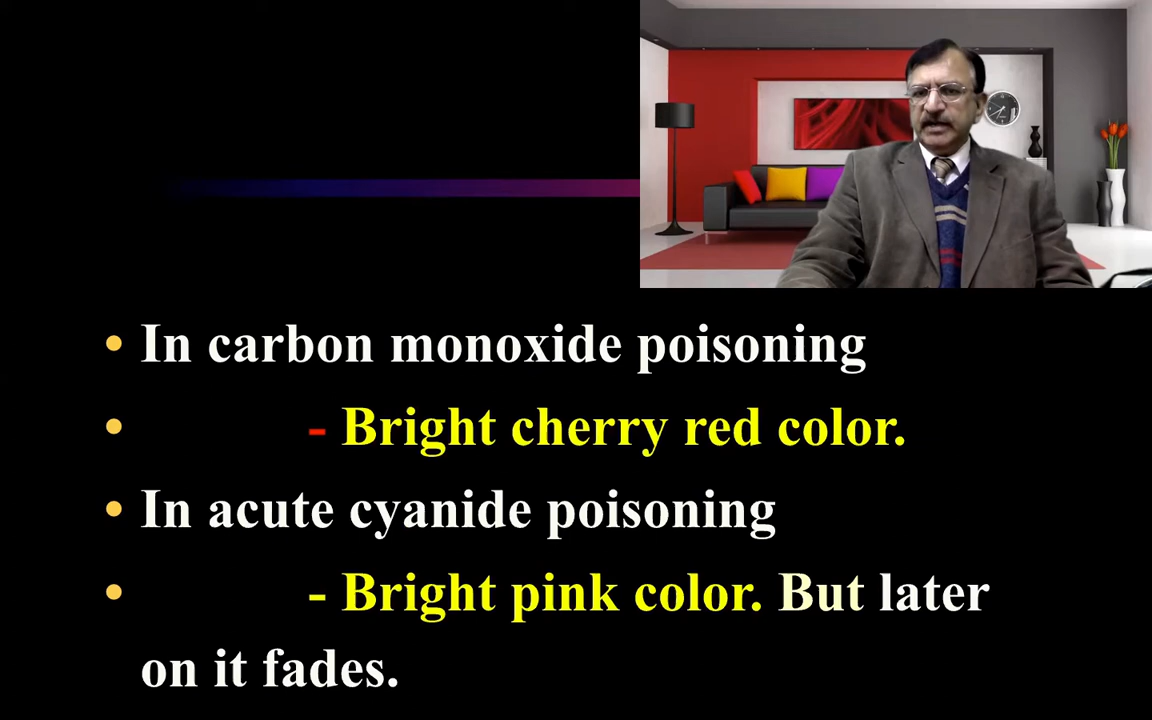 • In carbon monoxide poisoning
• - Bright cherry red color.
• In acute cyanide poisoning
• - Bright pink color. But later
on it fades.